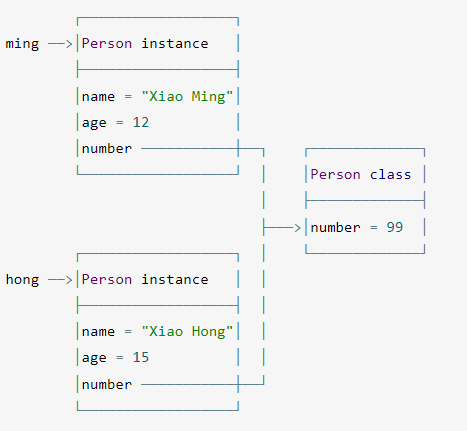 ming —>Person instance
name = "Xiao Ming"
age = 12
number
Person class
number = 99
hong —>Person instance
name = "Xiao Hong"
age = 15
number